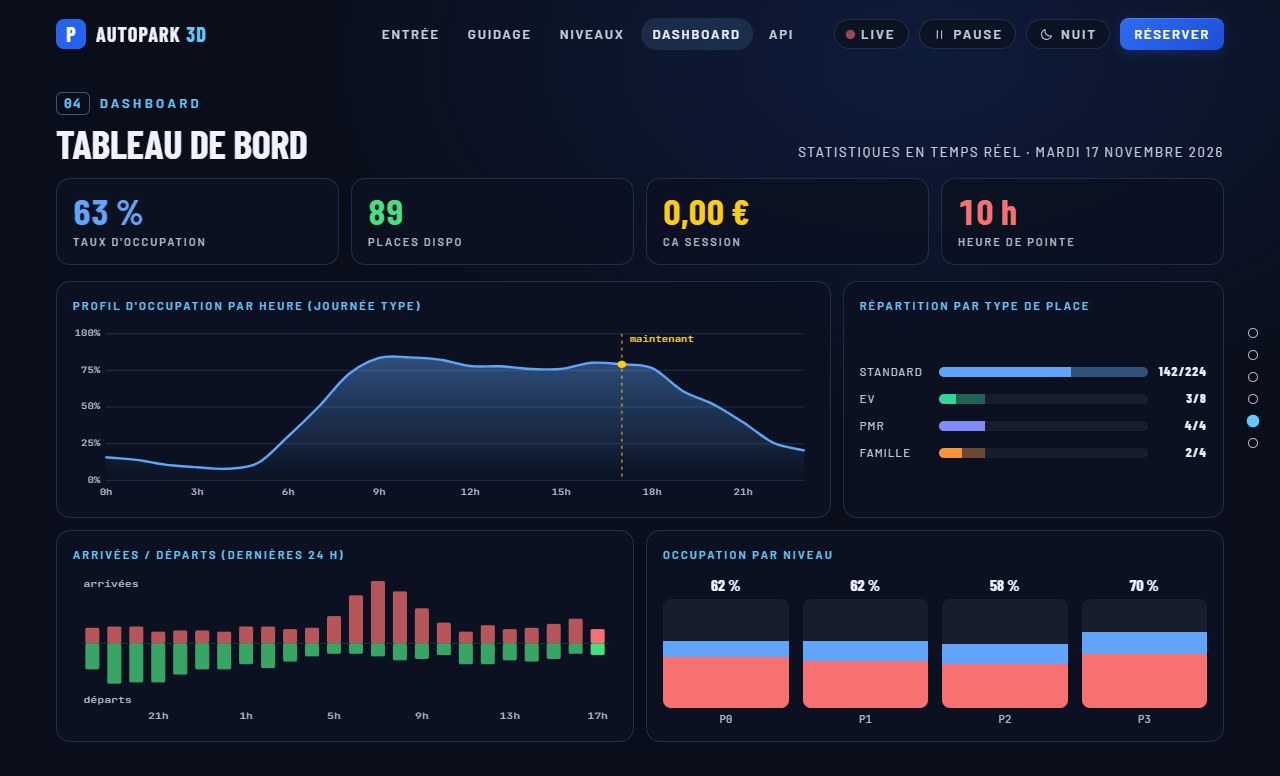 P AUTOPARK 3D ENTRÉE GUIDAGE NIVEAUX DASHBOARD API LIVE PAUSE NUIT RÉSERVER
04 DASHBOARD
TABLEAU DE BORD
STATISTIQUES EN TEMPS RÉEL · MARDI 17 NOVEMBRE 2026
63 %
TAUX D'OCCUPATION
89
PLACES DISPO
0,00 €
CA SESSION
10 h
HEURE DE POINTE
PROFIL D'OCCUPATION PAR HEURE (JOURNÉE TYPE)
100%
75%
50%
25%
0%
maintenant
0h 3h 6h 9h 12h 15h 18h 21h
RÉPARTITION PAR TYPE DE PLACE
STANDARD 142/224
EV 3/8
PMR 4/4
FAMILLE 2/4
ARRIVÉES / DÉPARTS (DERNIÈRES 24 H)
arrivées
départs
21h 1h 5h 9h 13h 17h
OCCUPATION PAR NIVEAU
62 % 62 % 58 % 70 %
P0 P1 P2 P3